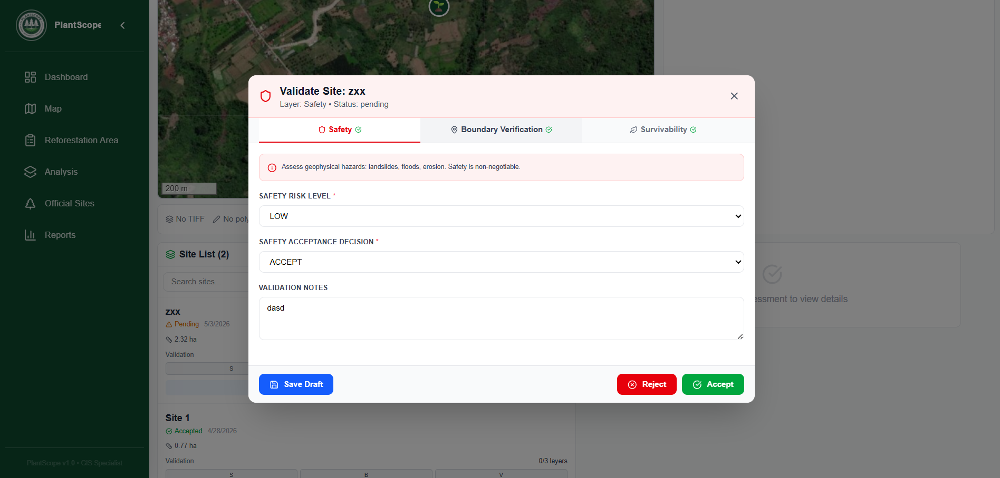 PlantScope
Dashboard
Map
Reforestation Area
Analysis
Official Sites
Reports
PlantScope v1.0 • GIS Specialist
200 m
No TIFF No poly
Site List (2)
Search sites...
zxx
Pending 5/3/2026
2.32 ha
Validation
S
Site 1
Accepted 4/28/2026
0.77 ha
Validation
0/3 layers
S B V
essment to view details
Validate Site: zxx
Layer: Safety • Status: pending
Safety
Boundary Verification
Survivability
Assess geophysical hazards: landslides, floods, erosion. Safety is non-negotiable.
SAFETY RISK LEVEL *
LOW
SAFETY ACCEPTANCE DECISION *
ACCEPT
VALIDATION NOTES
dasd
Save Draft
Reject
Accept